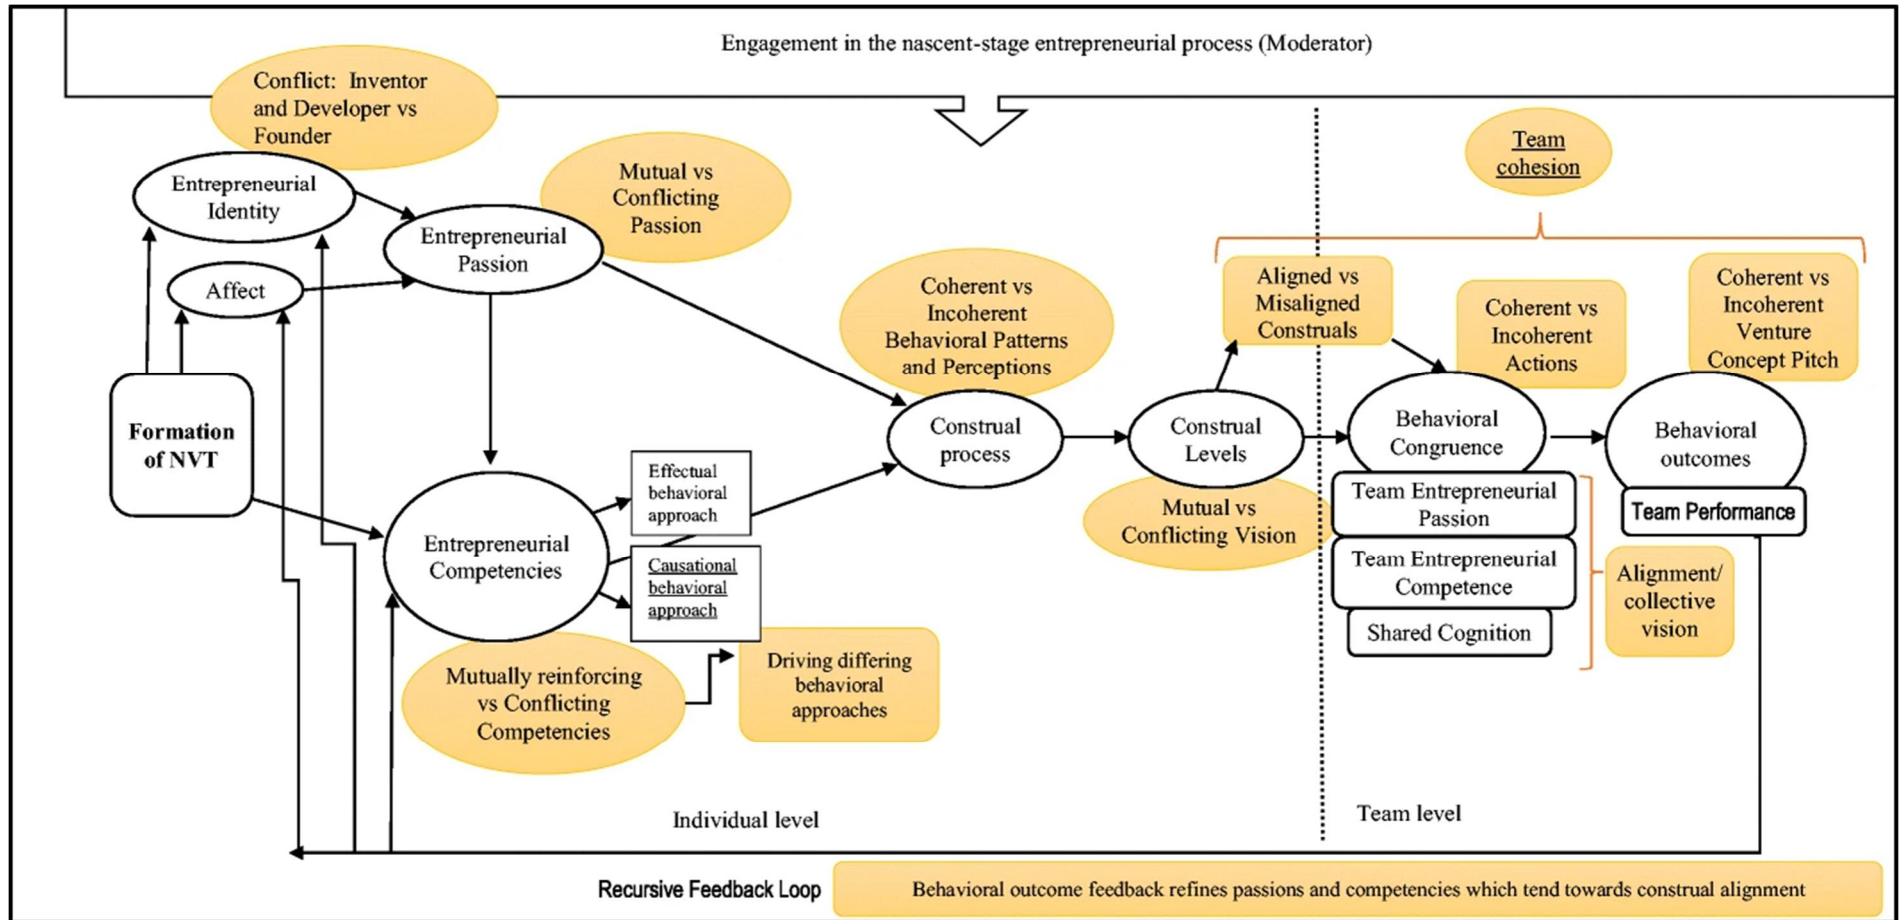 Engagement in the nascent-stage entrepreneurial process (Moderator)
Conflict: Inventor
and Developer vs
Founder
Entrepreneurial
Identity
Mutual vs
Conflicting
Passion
Entrepreneurial
Passion
Affect
Formation
of NVT
Entrepreneurial
Competencies
Effectual
behavioral
approach
Causational
behavioral
approach
Mutually reinforcing
vs Conflicting
Competencies
Driving differing
behavioral
approaches
Coherent vs
Incoherent
Behavioral Patterns
and Perceptions
Construal
process
Construal
Levels
Mutual vs
Conflicting Vision
Team
cohesion
Aligned vs
Misaligned
Construals
Coherent vs
Incoherent
Actions
Coherent vs
Incoherent
Venture
Concept Pitch
Behavioral
Congruence
Behavioral
outcomes
Team Entrepreneurial
Passion
Team Entrepreneurial
Competence
Shared Cognition
Team Performance
Alignment/
collective
vision
Individual level
Team level
Recursive Feedback Loop
Behavioral outcome feedback refines passions and competencies which tend towards construal alignment